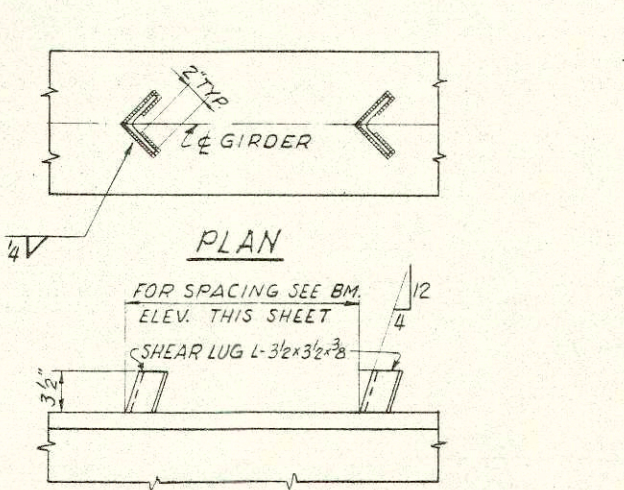 2" TYP
℄ GIRDER
1/4
PLAN
FOR SPACING SEE BM.
ELEV. THIS SHEET
12
4
SHEAR LUG L-3½x3½x⅜
3½"